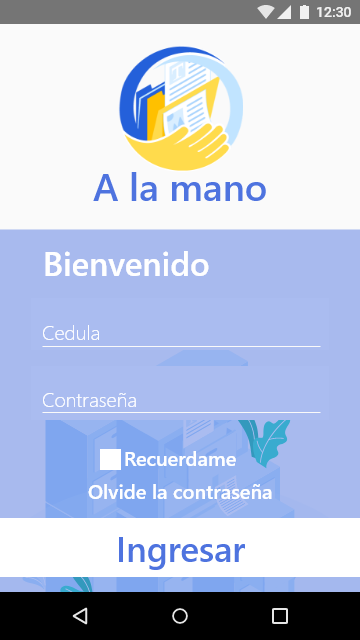 12:30
T
A la mano
Bienvenido
Cedula
Contraseña
Recuerdame
Olvide la contraseña
Ingresar